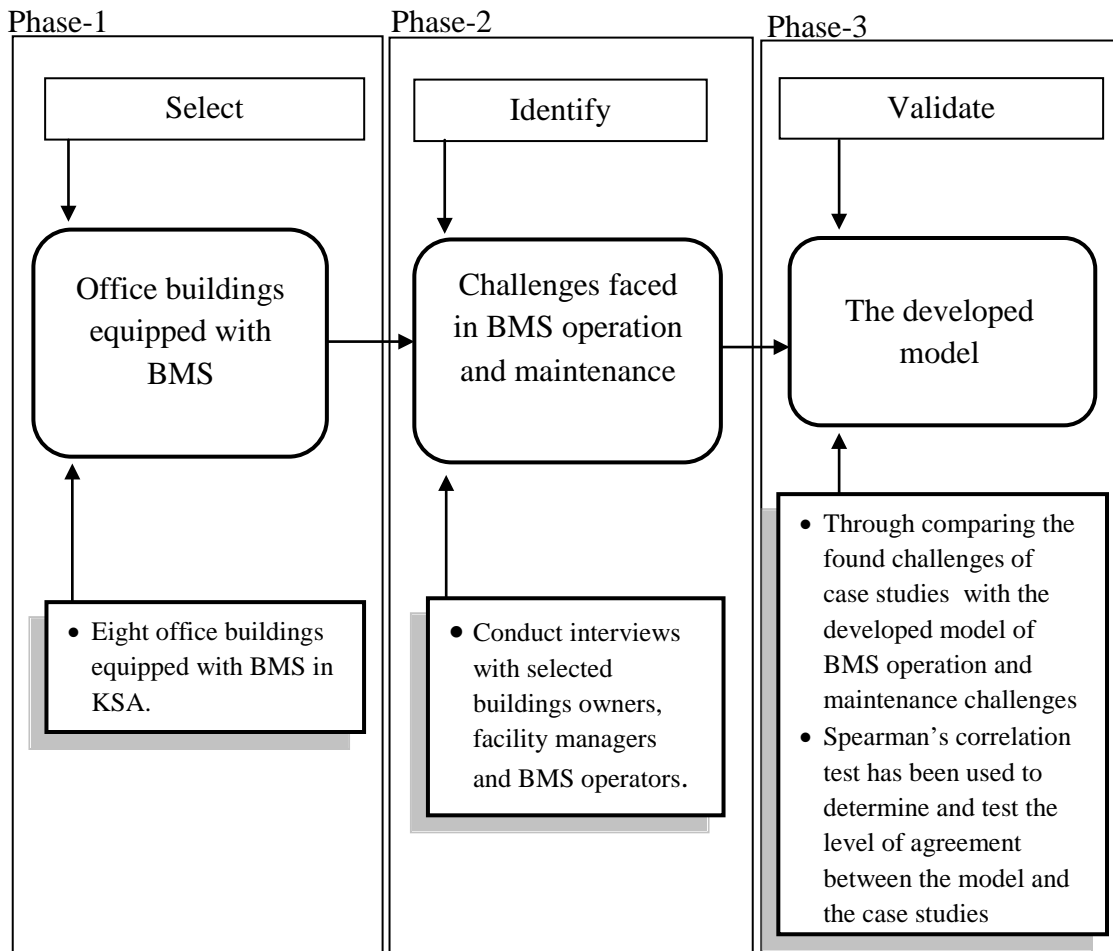 Phase-1
Select
Office buildings
equipped with
BMS
• Eight office buildings
equipped with BMS in
KSA.
Phase-2
Identify
Challenges faced
in BMS operation
and maintenance
• Conduct interviews
with selected
buildings owners,
facility managers
and BMS operators.
Phase-3
Validate
The developed
model
• Through comparing the
found challenges of
case studies with the
developed model of
BMS operation and
maintenance challenges
• Spearman’s correlation
test has been used to
determine and test the
level of agreement
between the model and
the case studies